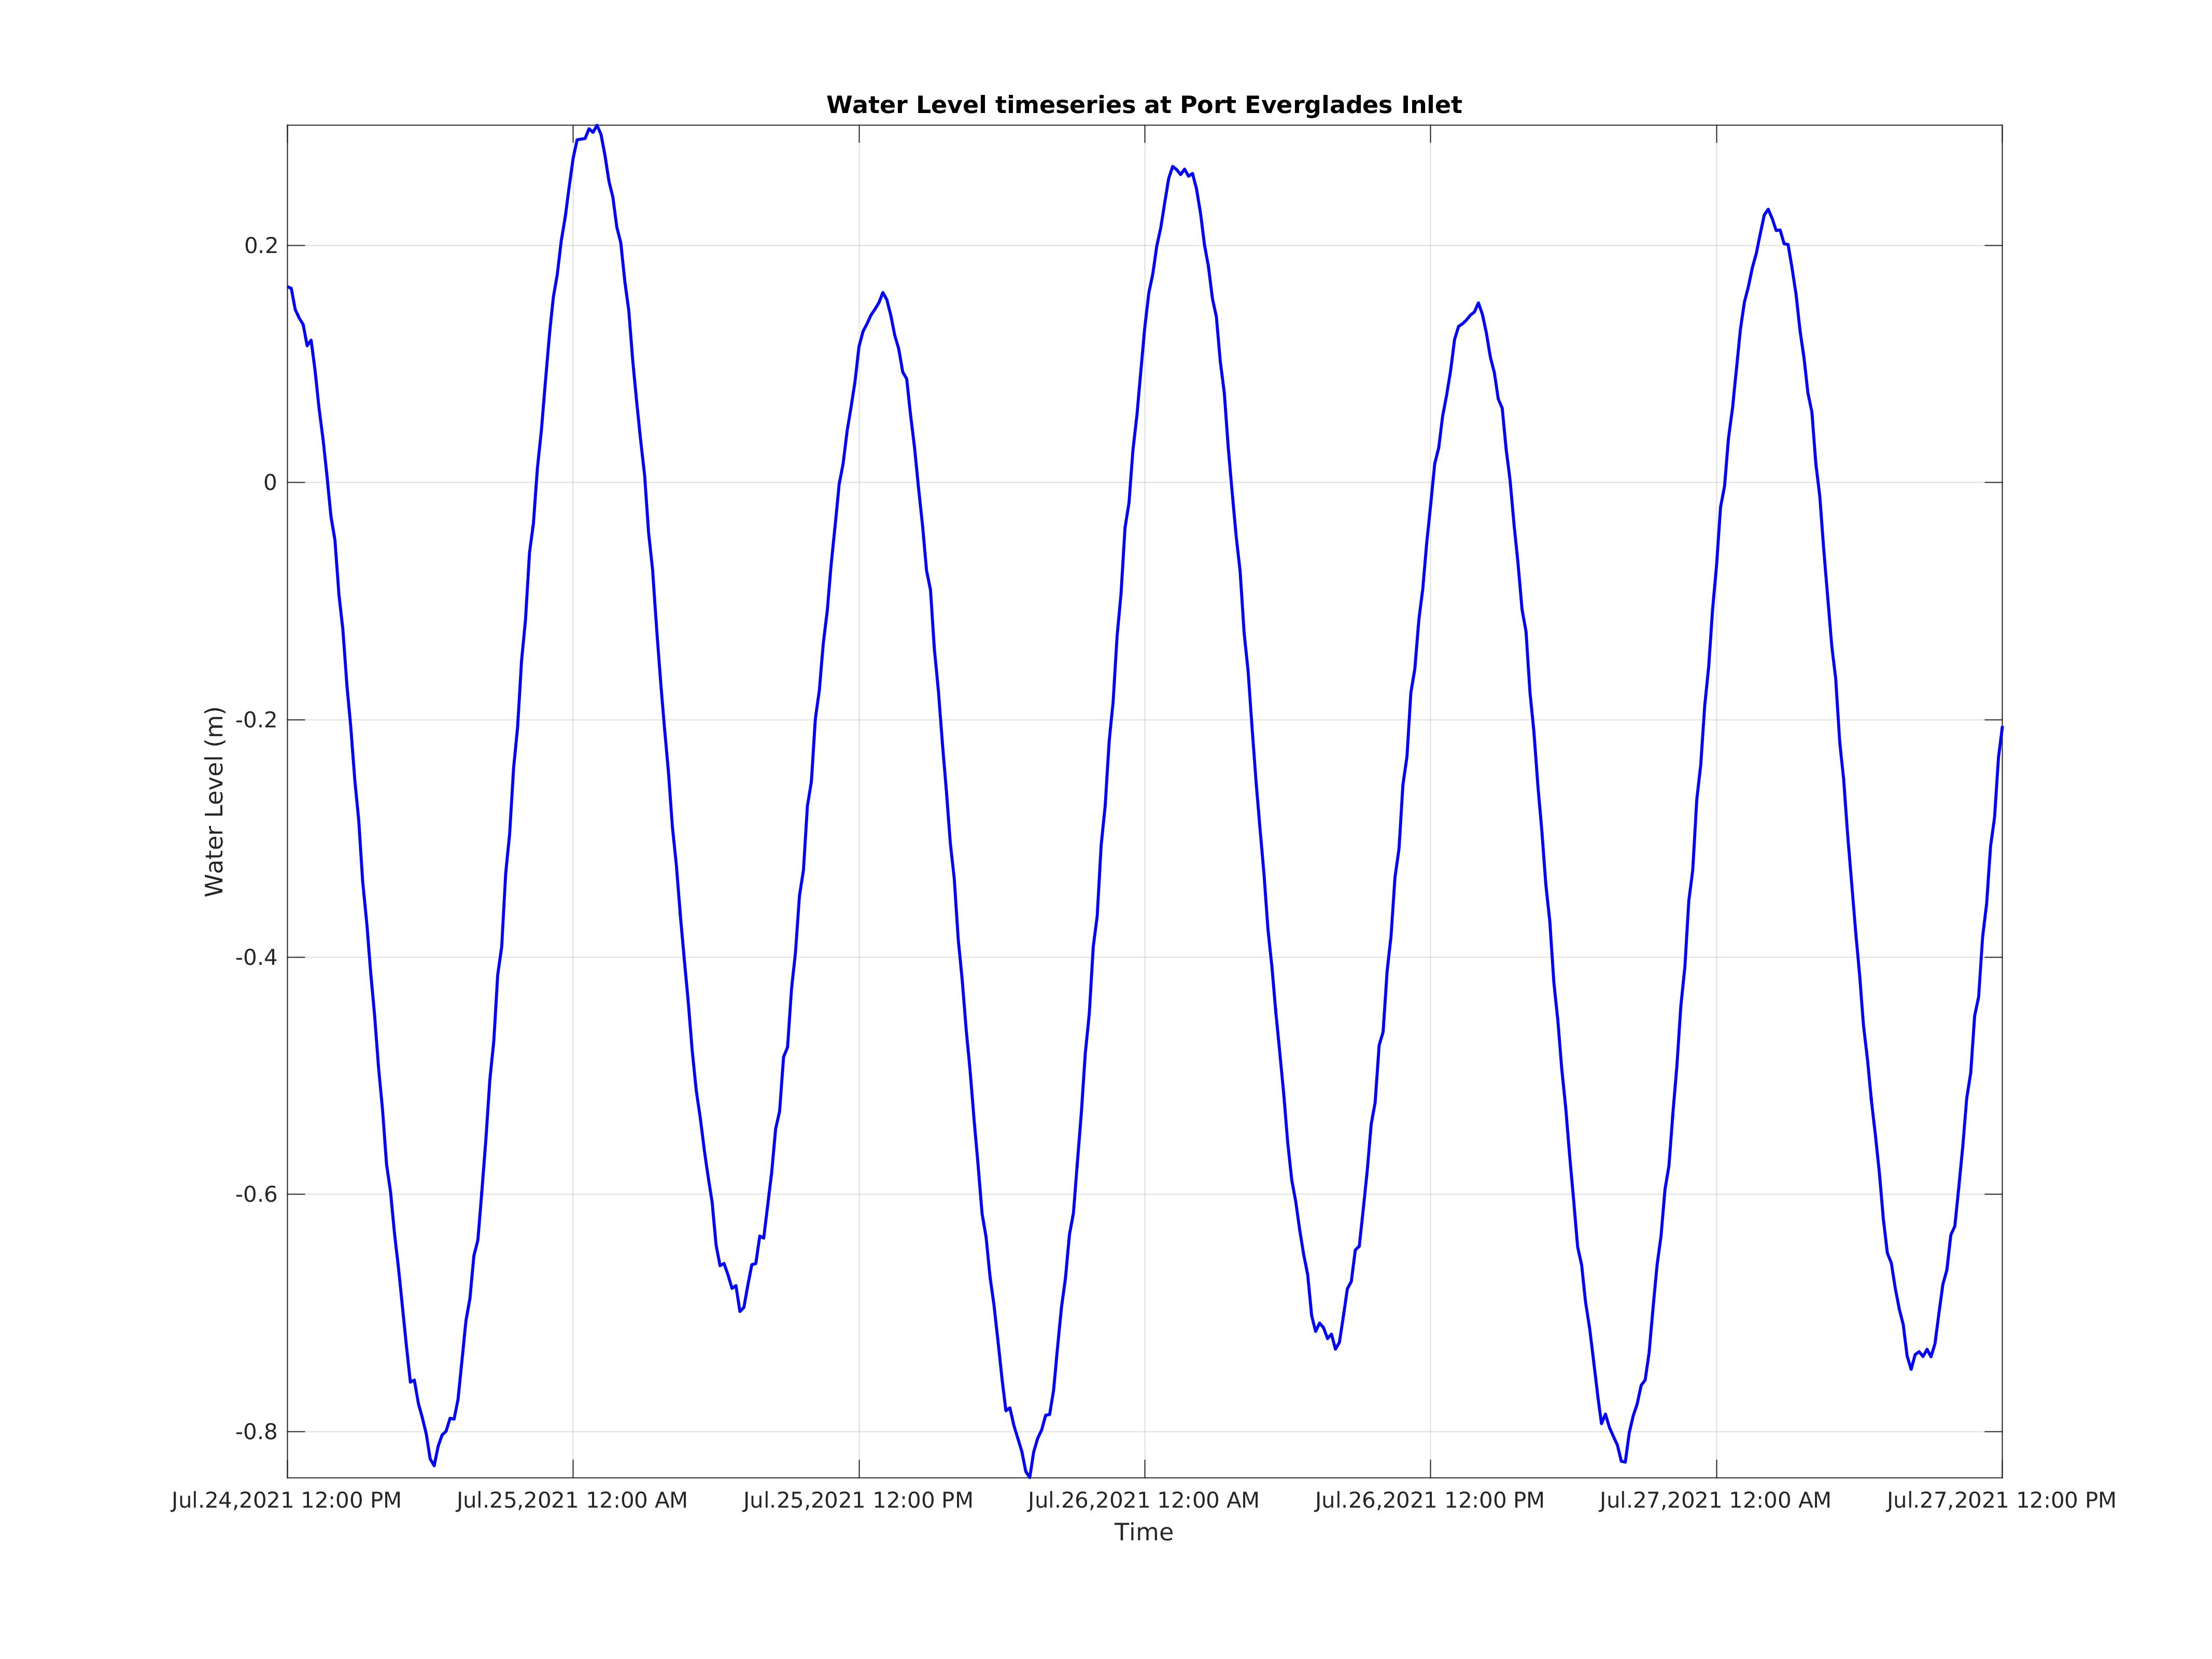 Water Level timeseries at Port Everglades Inlet
0.2
0
-0.2
-0.4
-0.6
-0.8
Water Level (m)
Jul.24,2021 12:00 PM
Jul.25,2021 12:00 AM
Jul.25,2021 12:00 PM
Jul.26,2021 12:00 AM
Jul.26,2021 12:00 PM
Jul.27,2021 12:00 AM
Jul.27,2021 12:00 PM
Time